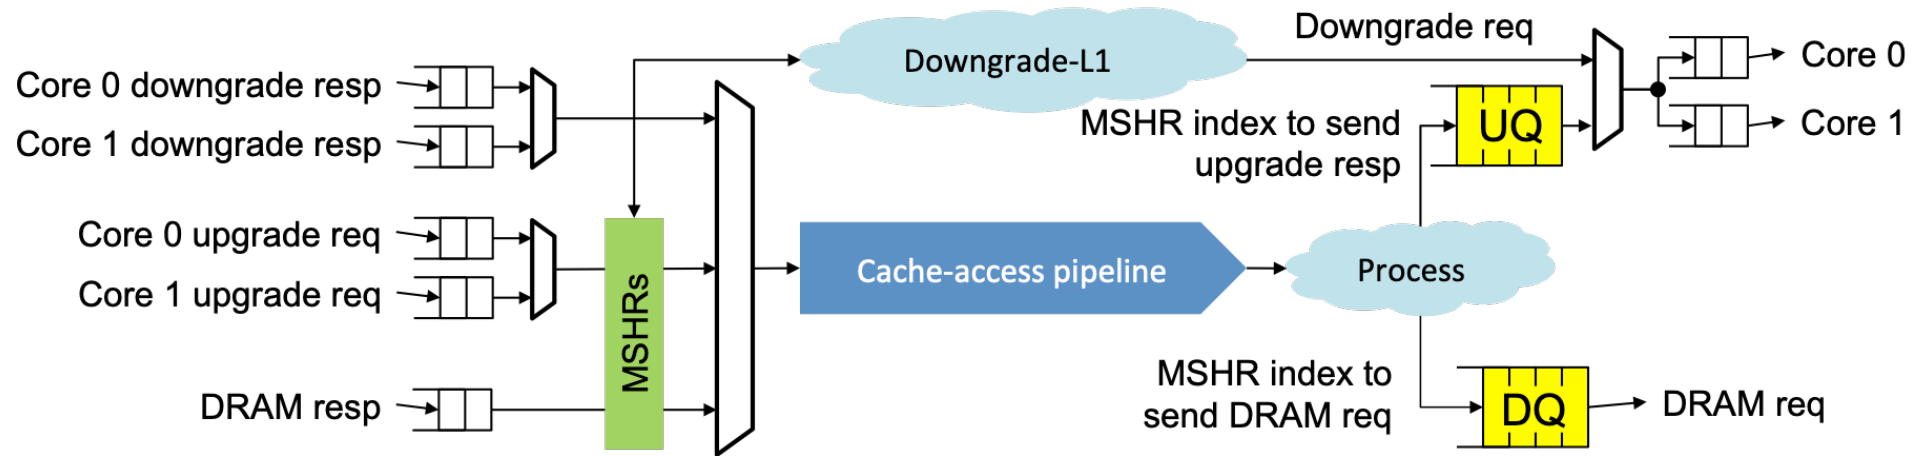 Downgrade req
Downgrade-L1
Core 0
Core 0 downgrade resp
Core 1 downgrade resp
MSHR index to send
upgrade resp
UQ
Core 1
Core 0 upgrade req
Core 1 upgrade req
MSHRs
Cache-access pipeline
Process
DRAM resp
MSHR index to
send DRAM req
DQ
DRAM req